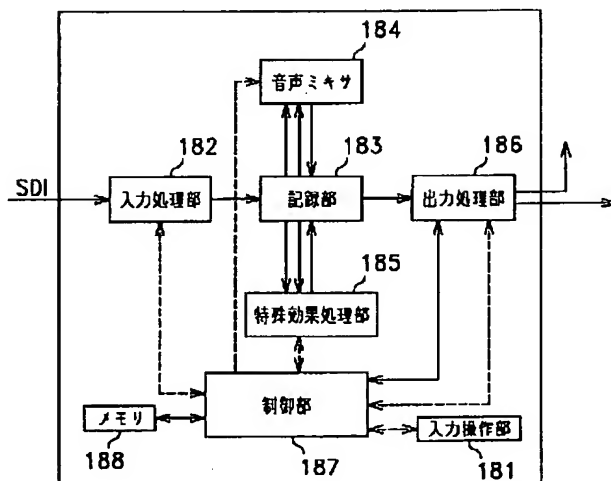 184
音声ミキサ
182
183
186
SDI
入力処理部
記録部
出力処理部
185
特殊効果処理部
制御部
メモリ
188
187
入力操作部
181